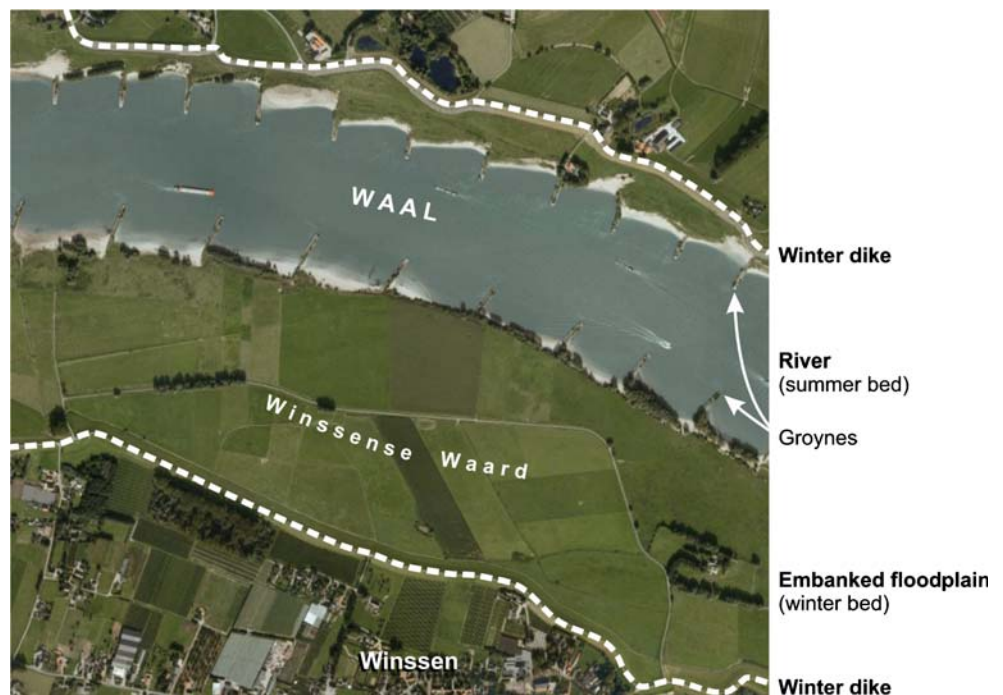 WAAL
Winter dike
River
(summer bed)
Groynes
Winssense Waard
Embanked floodplain
(winter bed)
Winssen
Winter dike